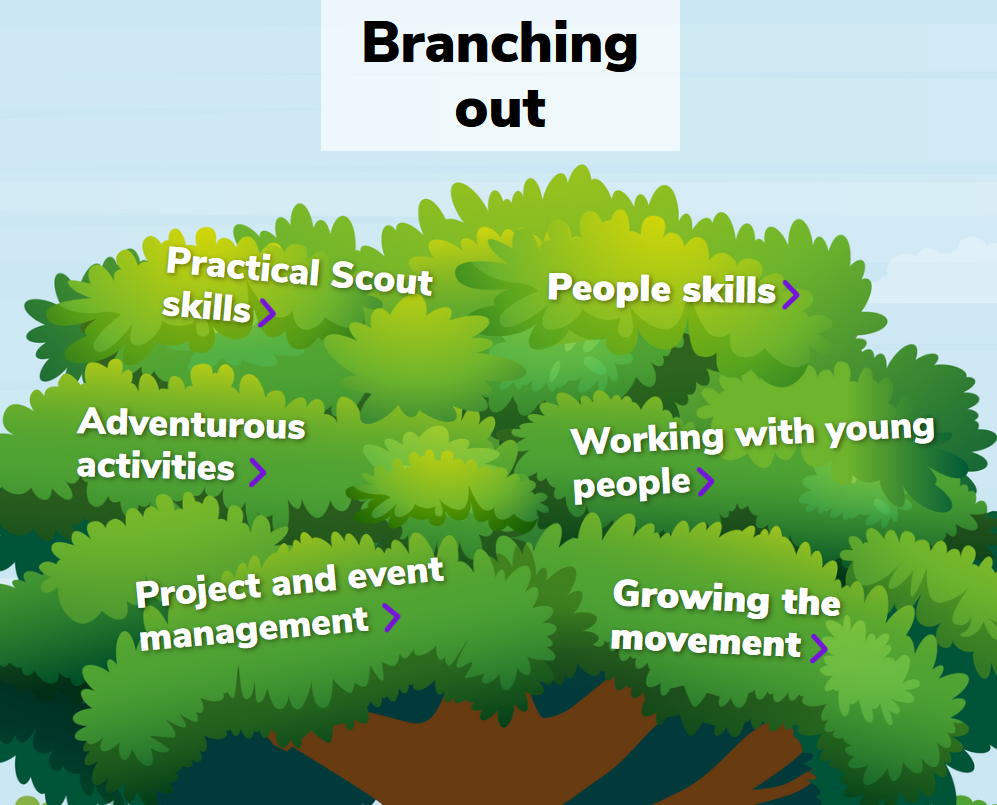 Branching
out
Practical Scout
skills
People skills
Adventurous
activities
Working with young
people
Project and event
management
Growing the
movement